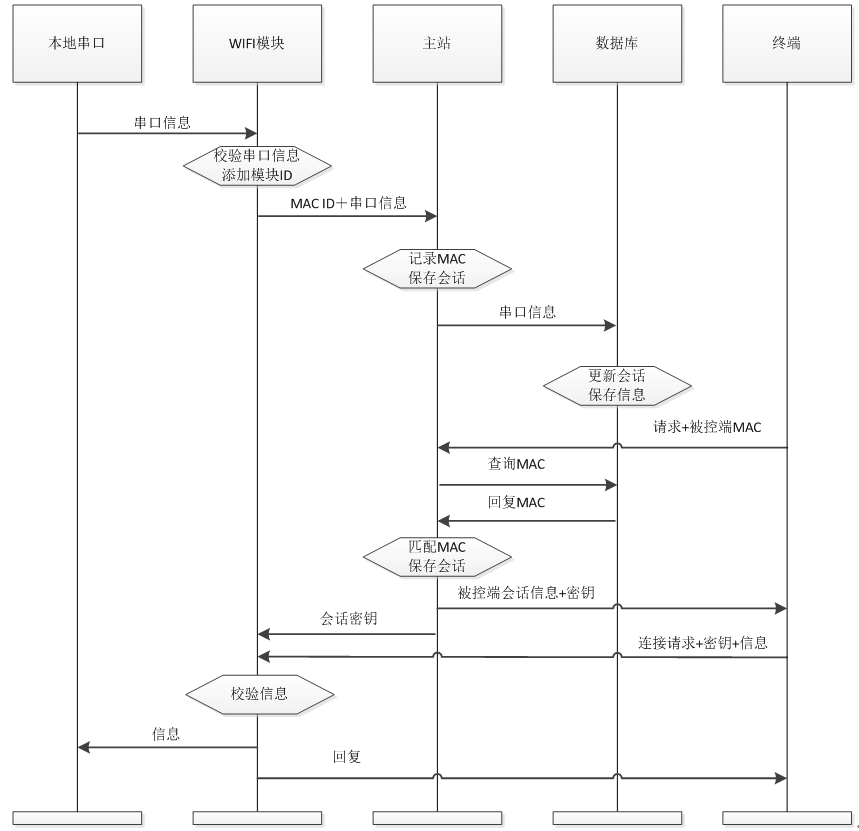 本地串口
WIFI模块
主站
数据库
终端
串口信息
校验串口信息
添加模块ID
MAC ID＋串口信息
记录MAC
保存会话
串口信息
更新会话
保存信息
请求+被控端MAC
查询MAC
回复MAC
匹配MAC
保存会话
被控端会话信息+密钥
会话密钥
连接请求+密钥+信息
校验信息
信息
回复